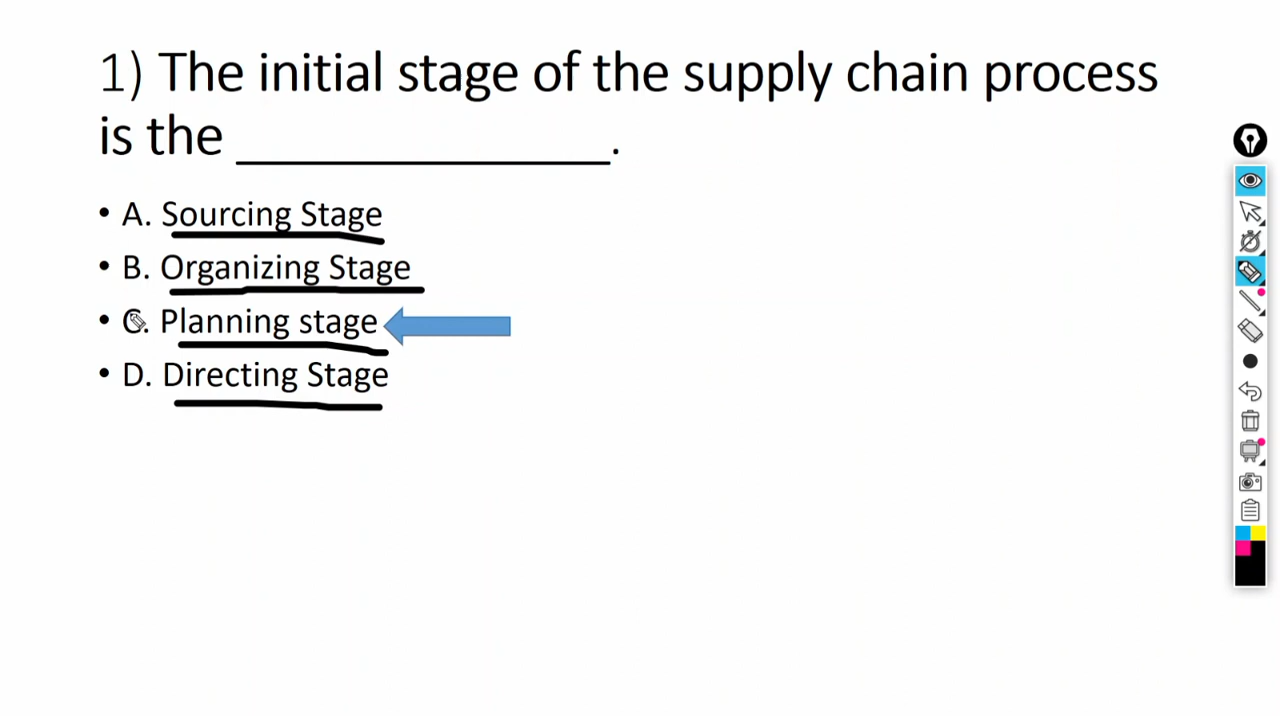 1) The initial stage of the supply chain process
is the ________________.
• A. Sourcing Stage
• B. Organizing Stage
• C. Planning stage
• D. Directing Stage